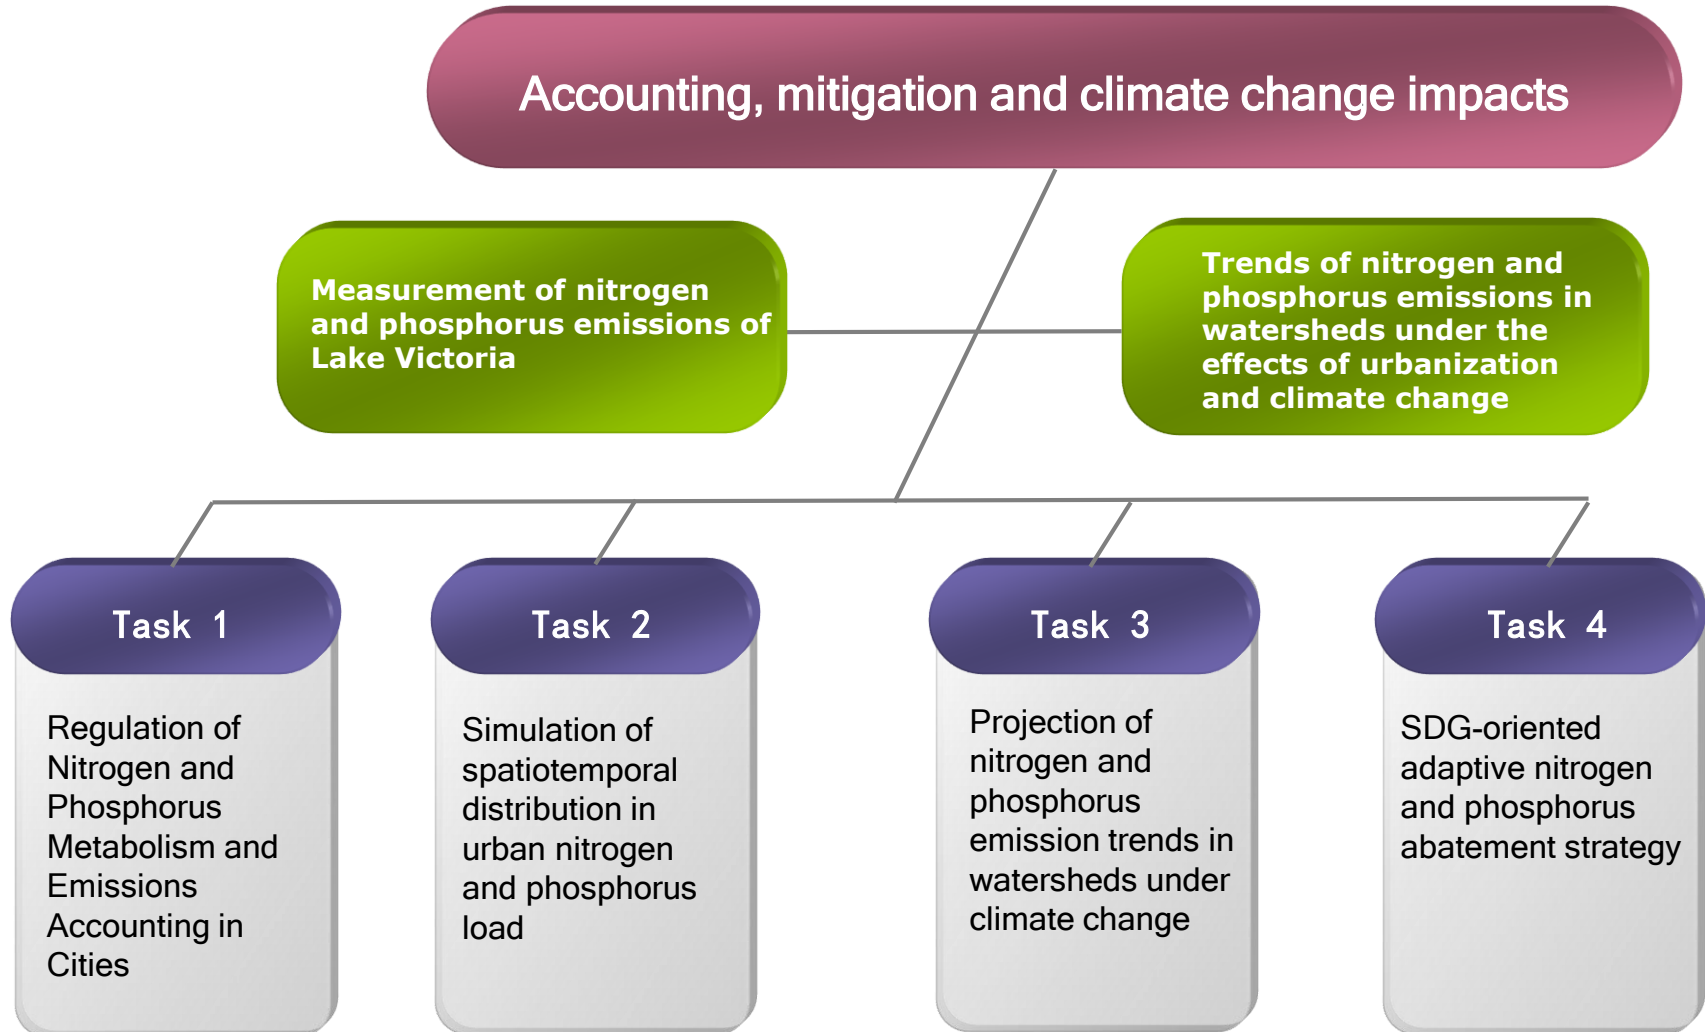 Accounting, mitigation and climate change impacts
Measurement of nitrogen
and phosphorus emissions of
Lake Victoria
Trends of nitrogen and
phosphorus emissions in
watersheds under the
effects of urbanization
and climate change
Task 1
Regulation of
Nitrogen and
Phosphorus
Metabolism and
Emissions
Accounting in
Cities
Task 2
Simulation of
spatiotemporal
distribution in
urban nitrogen
and phosphorus
load
Task 3
Projection of
nitrogen and
phosphorus
emission trends in
watersheds under
climate change
Task 4
SDG-oriented
adaptive nitrogen
and phosphorus
abatement strategy